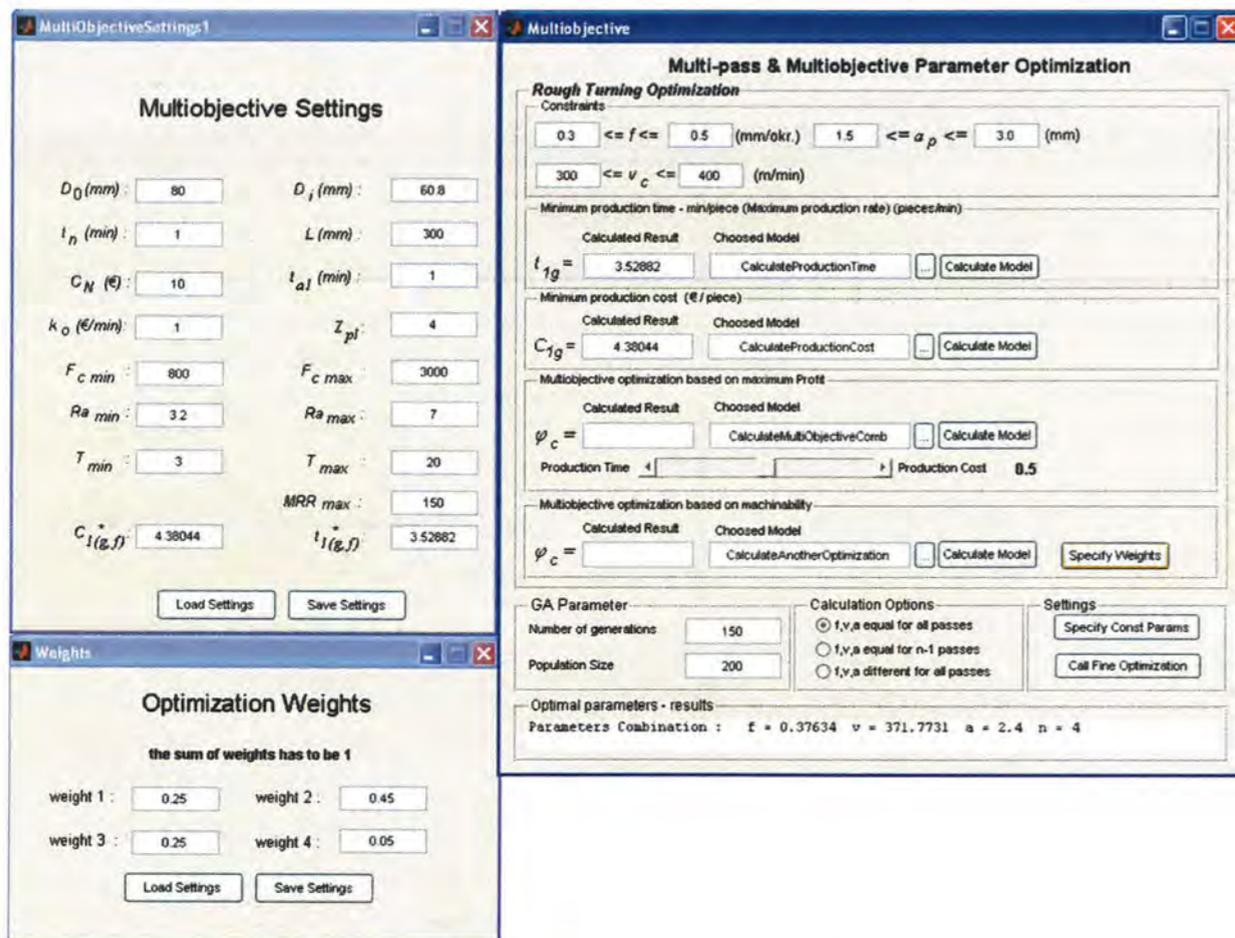 MultiObjectiveSettings1
Multiobjective Settings
D0 (mm) : 80 Di (mm) : 60.8
tn (min) : 1 L (mm) : 300
CN (€) : 10 tal (min) : 1
ko (€/min): 1 Zpl: 4
Fc min : 800 Fc max : 3000
Ra min : 3.2 Ra max : 7
Tmin : 3 Tmax : 20
MRR max : 150
C*1(g,f): 4.38044 t*1(g,f): 3.52882
Load Settings Save Settings
Weights
Optimization Weights
the sum of weights has to be 1
weight 1 : 0.25 weight 2 : 0.45
weight 3 : 0.25 weight 4 : 0.05
Load Settings Save Settings
Multiobjective
Multi-pass & Multiobjective Parameter Optimization
Rough Turning Optimization
Constraints
0.3 <= f <= 0.5 (mm/okr.) 1.5 <= a p <= 3.0 (mm)
300 <= v c <= 400 (m/min)
Minimum production time - min/piece (Maximum production rate) (pieces/min)
Calculated Result Choosed Model
t1g = 3.52882 CalculateProductionTime ... Calculate Model
Minimum production cost (€ / piece)
Calculated Result Choosed Model
C1g = 4.38044 CalculateProductionCost ... Calculate Model
Multiobjective optimization based on maximum Profit
Calculated Result Choosed Model
φc = CalculateMultiObjectiveComb ... Calculate Model
Production Time Production Cost 0.5
Multiobjective optimization based on machinability
Calculated Result Choosed Model
φc = CalculateAnotherOptimization ... Calculate Model Specify Weights
GA Parameter
Number of generations 150
Population Size 200
Calculation Options
f,v,a equal for all passes
f,v,a equal for n-1 passes
f,v,a different for all passes
Settings
Specify Const Params
Call Fine Optimization
Optimal parameters - results
Parameters Combination : f = 0.37634 v = 371.7731 a = 2.4 n = 4